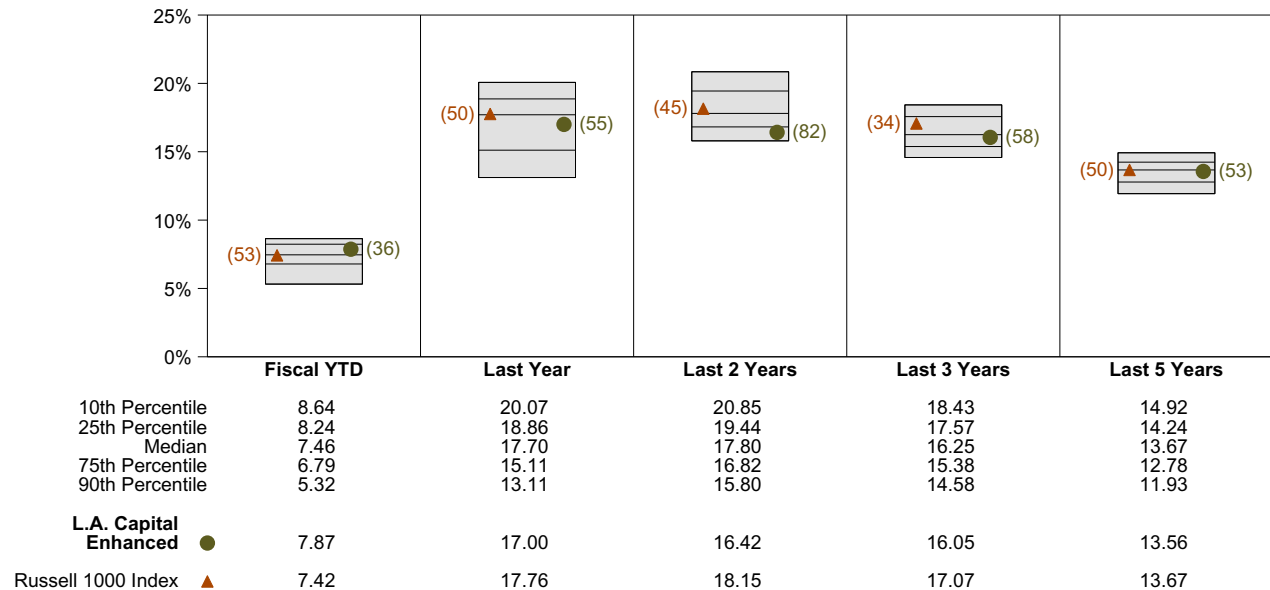 25%
20%
15%
10%
5%
0%
(53) (36)
(50) (55)
(45) (82)
(34) (58)
(50) (53)
Fiscal YTD Last Year Last 2 Years Last 3 Years Last 5 Years
10th Percentile 8.64 20.07 20.85 18.43 14.92
25th Percentile 8.24 18.86 19.44 17.57 14.24
Median 7.46 17.70 17.80 16.25 13.67
75th Percentile 6.79 15.11 16.82 15.38 12.78
90th Percentile 5.32 13.11 15.80 14.58 11.93
L.A. Capital
Enhanced 7.87 17.00 16.42 16.05 13.56
Russell 1000 Index 7.42 17.76 18.15 17.07 13.67